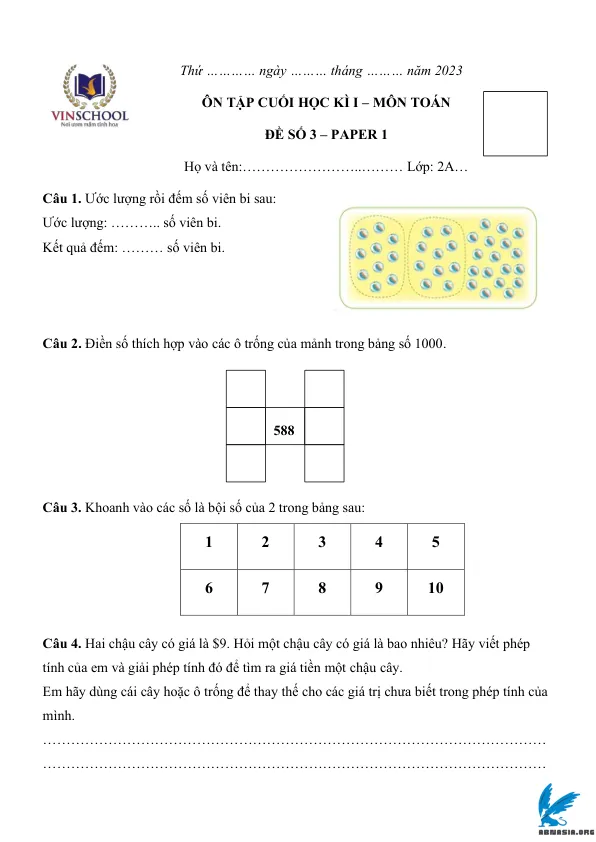 Thứ ………… ngày ……… tháng ……… năm 2023
VINSCHOOL
Nơi ươm mầm tinh hoa
ÔN TẬP CUỐI HỌC KÌ I – MÔN TOÁN
ĐỀ SỐ 3 – PAPER 1
Họ và tên:……………………..……… Lớp: 2A…
Câu 1. Ước lượng rồi đếm số viên bi sau:
Ước lượng: ……….. số viên bi.
Kết quả đếm: ……… số viên bi.
Câu 2. Điền số thích hợp vào các ô trống của mảnh trong bảng số 1000.
588
Câu 3. Khoanh vào các số là bội số của 2 trong bảng sau:
1 2 3 4 5
6 7 8 9 10
Câu 4. Hai chậu cây có giá là $9. Hỏi một chậu cây có giá là bao nhiêu? Hãy viết phép
tính của em và giải phép tính đó để tìm ra giá tiền một chậu cây.
Em hãy dùng cái cây hoặc ô trống để thay thế cho các giá trị chưa biết trong phép tính của
mình.
………………………………………………………………………………………………
………………………………………………………………………………………………
ABNASIA.ORG